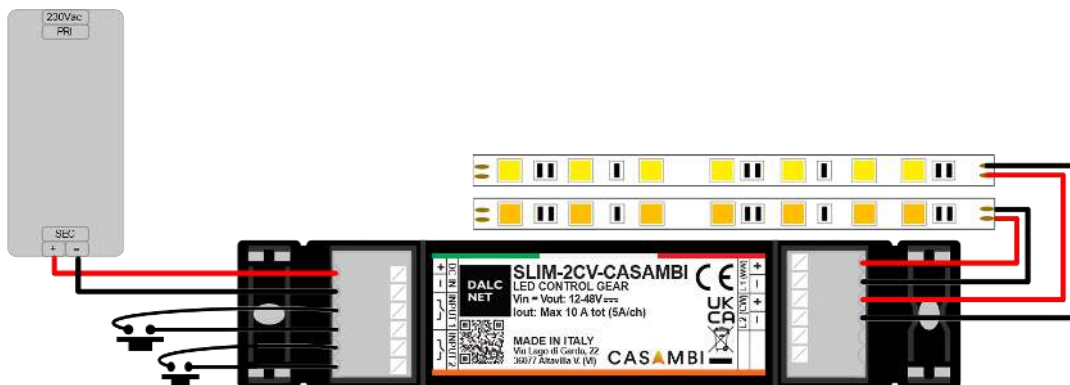 230Vac
PRI
SEC
+ -
+ - DC IN
INPUT 1
INPUT 2
DALC
NET
SLIM-2CV-CASAMBI
LED CONTROL GEAR
Vin = Vout: 12-48V
Iout: Max 10 A tot (5A/ch)
MADE IN ITALY
Via Lago di Garda, 22
36077 Altavilla V. (VI)
CASAMBI
CE
UK
CA
+ - L 1 (WW)
+ - L 2 (CW)